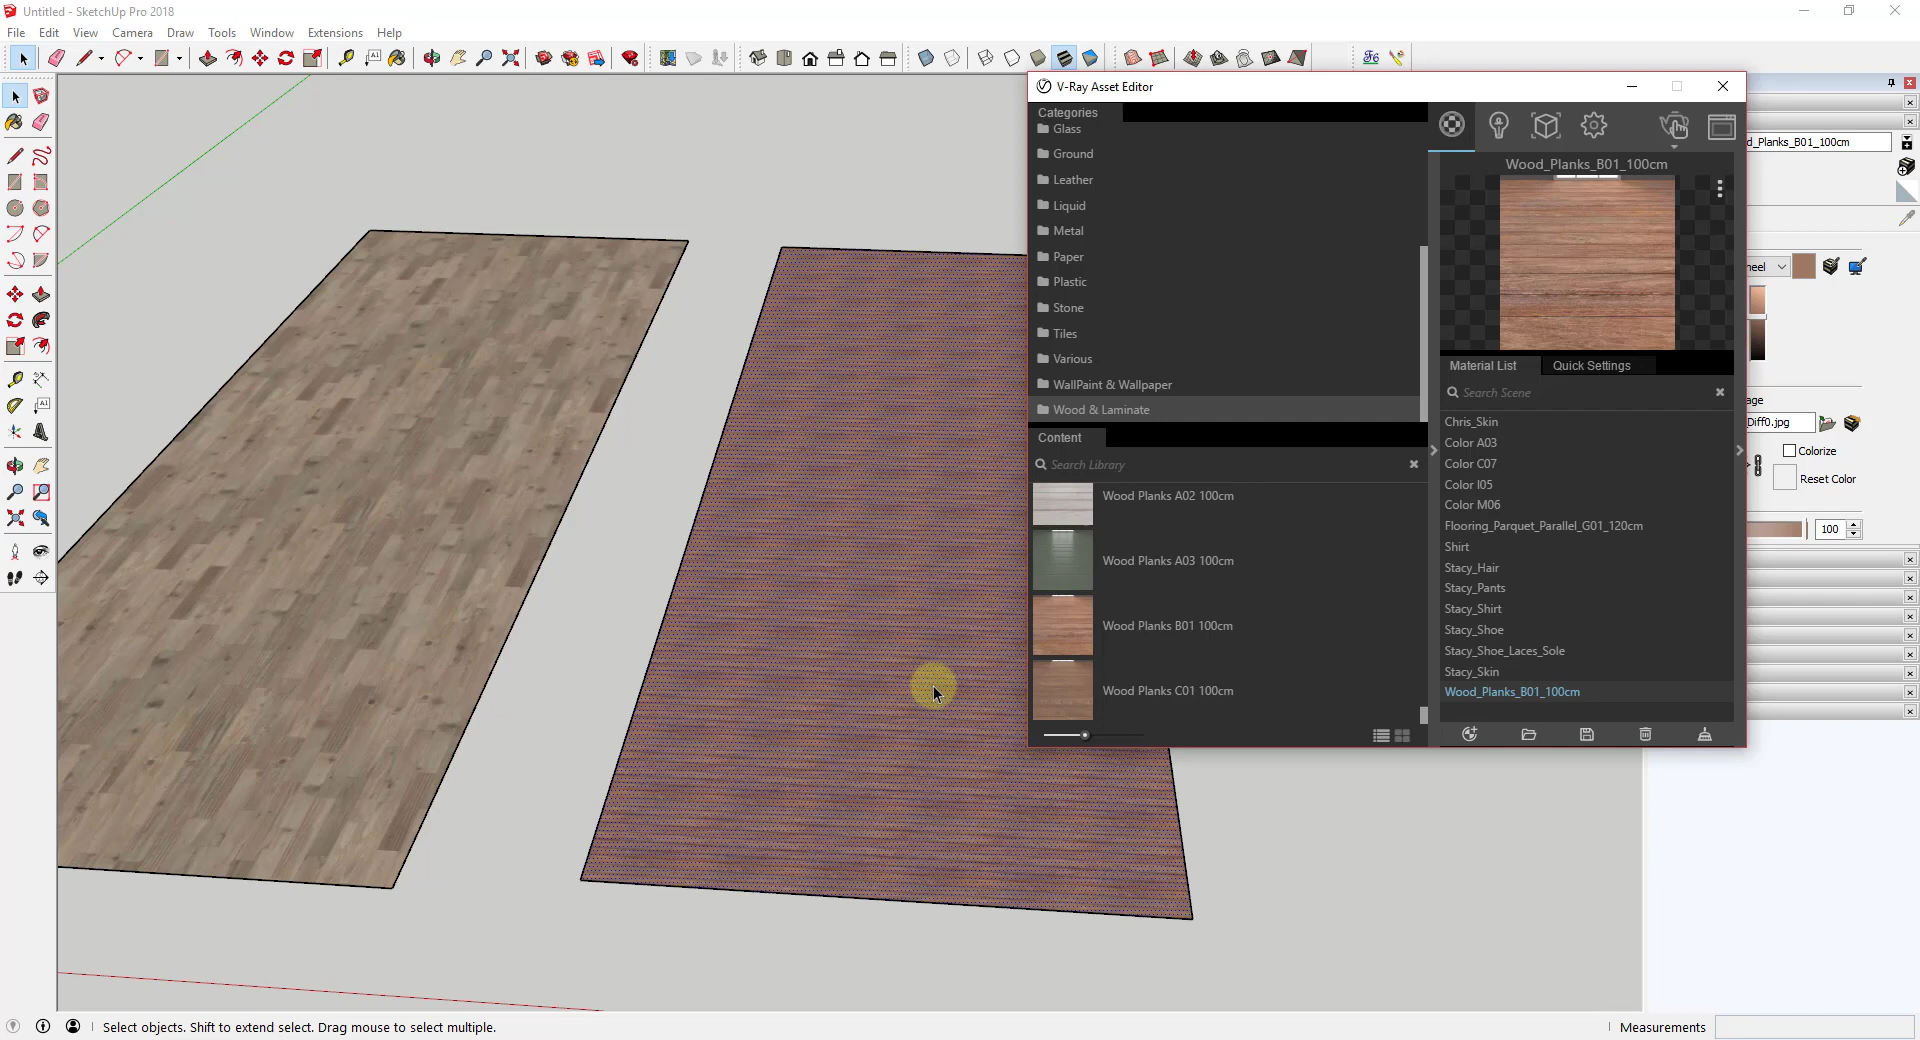 Untitled - SketchUp Pro 2018
File Edit View Camera Draw Tools Window Extensions Help
V-Ray Asset Editor
Categories
Glass
Ground
Leather
Liquid
Metal
Paper
Plastic
Stone
Tiles
Various
WallPaint & Wallpaper
Wood & Laminate
Content
Search Library
Wood Planks A02 100cm
Wood Planks A03 100cm
Wood Planks B01 100cm
Wood Planks C01 100cm
Wood_Planks_B01_100cm
Material List Quick Settings
Search Scene
Chris_Skin
Color A03
Color C07
Color I05
Color M06
Flooring_Parquet_Parallel_G01_120cm
Shirt
Stacy_Hair
Stacy_Pants
Stacy_Shirt
Stacy_Shoe
Stacy_Shoe_Laces_Sole
Stacy_Skin
Wood_Planks_B01_100cm
d_Planks_B01_100cm
heel
age
Diff0.jpg
Colorize
Reset Color
100
Select objects. Shift to extend select. Drag mouse to select multiple.
Measurements